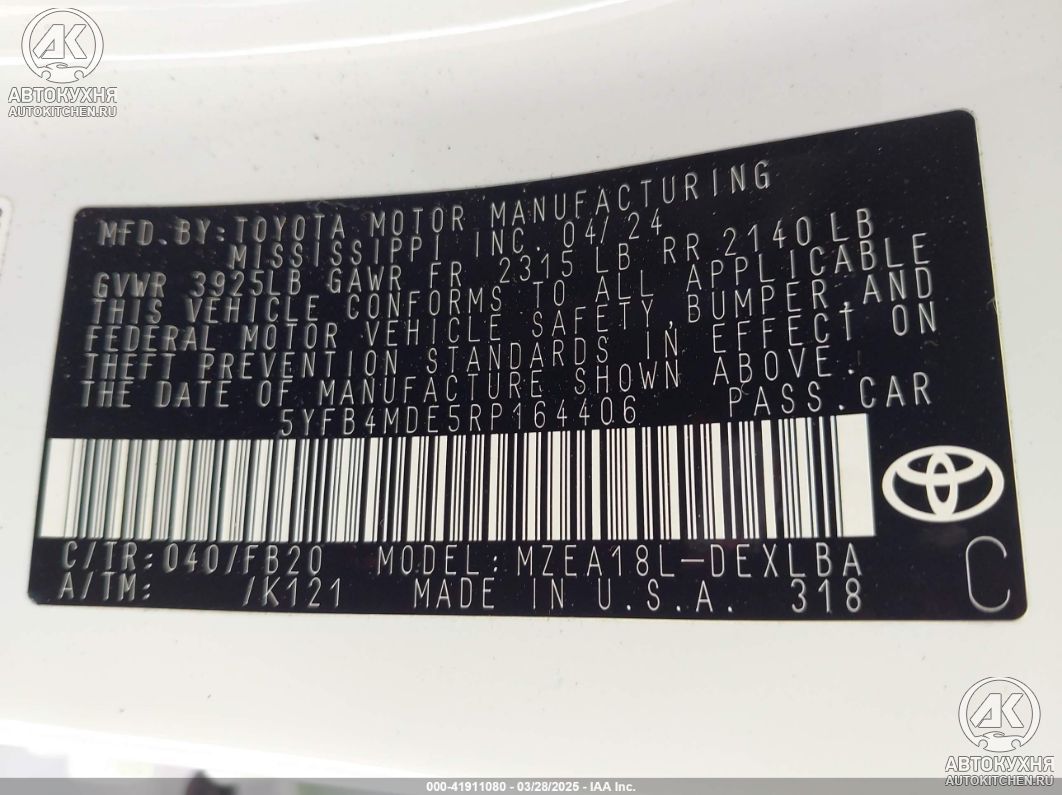 AK
АВТОКУХНЯ
AUTOKITCHEN.RU
MFD.BY:TOYOTA MOTOR MANUFACTURING
MISSISSIPPI INC. 04/24
GVWR 3925LB GAWR FR 2315 LB RR 2140LB
THIS VEHICLE CONFORMS TO ALL APPLICABLE
FEDERAL MOTOR VEHICLE SAFETY,BUMPER,AND
THEFT PREVENTION STANDARDS IN EFFECT ON
THE DATE OF MANUFACTURE SHOWN ABOVE.
5YFB4MDE5RP164406 PASS.CAR
C/TR:040/FB20 MODEL:MZEA18L-DEXLBA
A/TM: /K121 MADE IN U.S.A. 318
C
AK
АВТОКУХНЯ
AUTOKITCHEN.RU
000-41911080 - 03/28/2025 - IAA Inc.